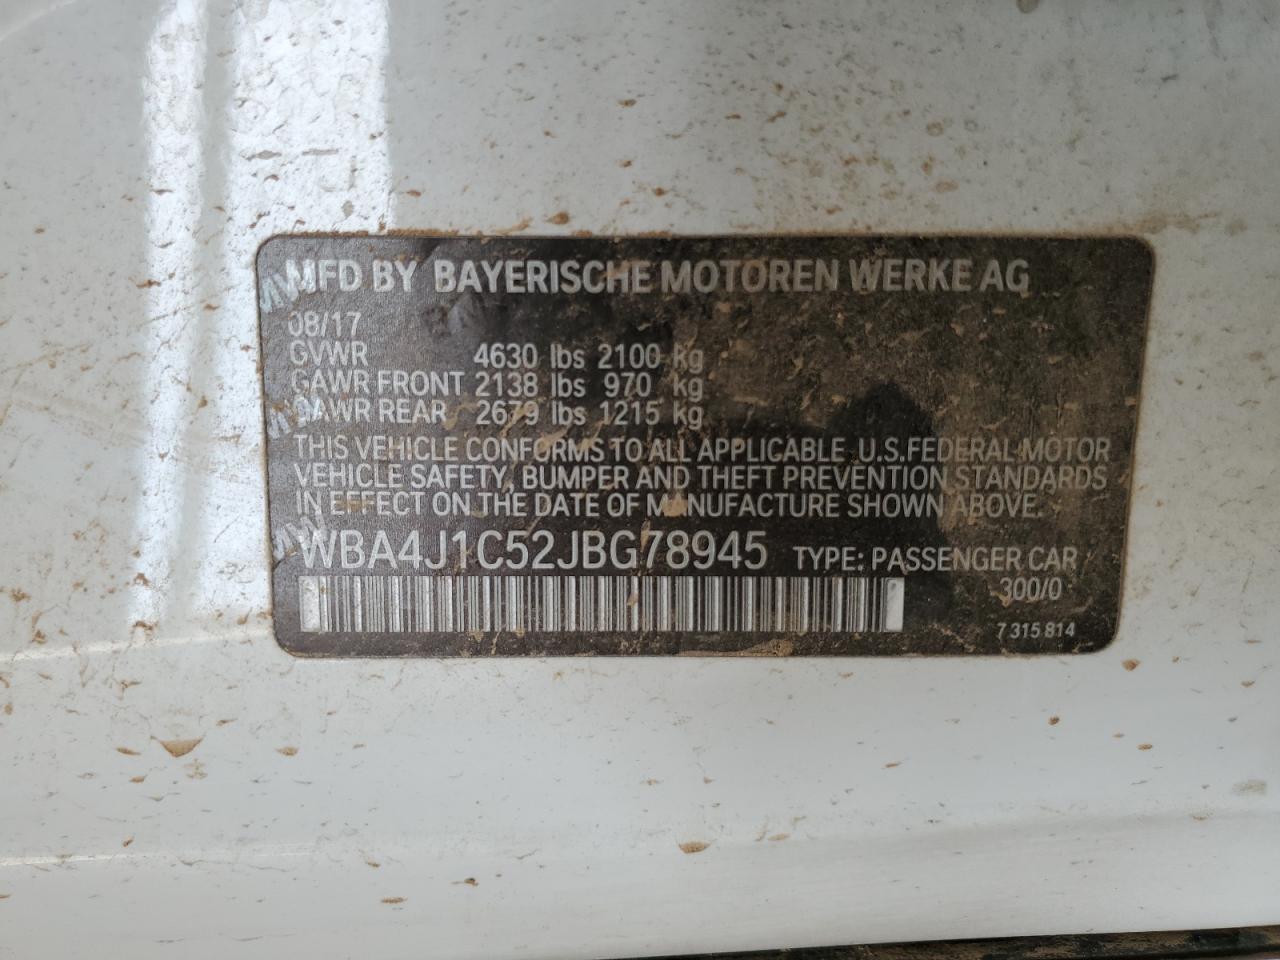 MFD BY BAYERISCHE MOTOREN WERKE AG
08/17
GVWR 4630 lbs 2100 kg
GAWR FRONT 2138 lbs 970 kg
GAWR REAR 2679 lbs 1215 kg
THIS VEHICLE CONFORMS TO ALL APPLICABLE U.S.FEDERAL MOTOR
VEHICLE SAFETY, BUMPER AND THEFT PREVENTION STANDARDS
IN EFFECT ON THE DATE OF MANUFACTURE SHOWN ABOVE.
WBA4J1C52JBG78945 TYPE: PASSENGER CAR
300/0
7 315 814